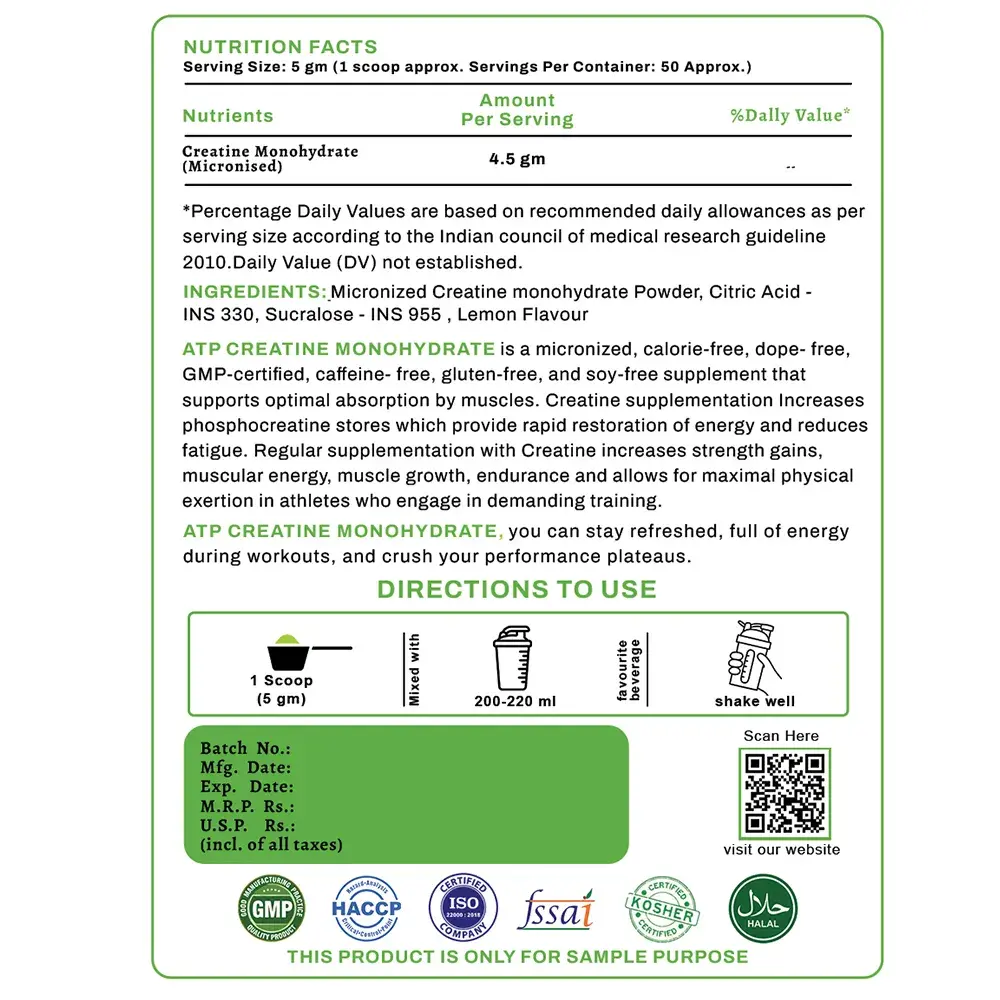 NUTRITION FACTS
Serving Size: 5 gm (1 scoop approx. Servings Per Container: 50 Approx.)
Nutrients Amount Per Serving %Dally Value*
Creatine Monohydrate (Micronised) 4.5 gm --
*Percentage Daily Values are based on recommended daily allowances as per
serving size according to the Indian council of medical research guideline
2010.Daily Value (DV) not established.
INGREDIENTS: Micronized Creatine monohydrate Powder, Citric Acid -
INS 330, Sucralose - INS 955 , Lemon Flavour
ATP CREATINE MONOHYDRATE is a micronized, calorie-free, dope- free,
GMP-certified, caffeine- free, gluten-free, and soy-free supplement that
supports optimal absorption by muscles. Creatine supplementation Increases
phosphocreatine stores which provide rapid restoration of energy and reduces
fatigue. Regular supplementation with Creatine increases strength gains,
muscular energy, muscle growth, endurance and allows for maximal physical
exertion in athletes who engage in demanding training.
ATP CREATINE MONOHYDRATE, you can stay refreshed, full of energy
during workouts, and crush your performance plateaus.
DIRECTIONS TO USE
1 Scoop
(5 gm)
Mixed with
200-220 ml
favourite
beverage
shake well
Batch No.:
Mfg. Date:
Exp. Date:
M.R.P. Rs.:
U.S.P. Rs.:
(incl. of all taxes)
Scan Here
visit our website
GOOD MANUFACTURING PRACTICE
GMP
QUALITY PRODUCT
Hazard-Analysis
HACCP
Critical-Control-Point
CERTIFIED
ISO
22000 : 2018
COMPANY
fssai
CERTIFIED
KOSHER
CERTIFIED
حلال
HALAL
THIS PRODUCT IS ONLY FOR SAMPLE PURPOSE